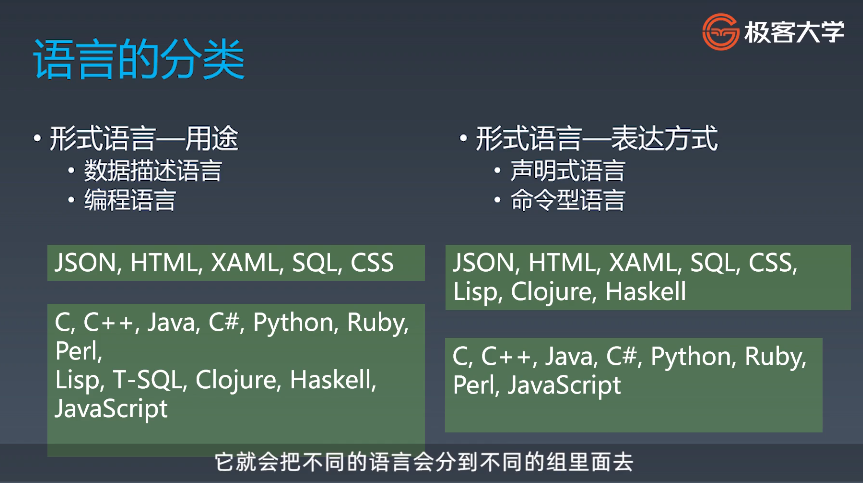 极客大学
语言的分类
• 形式语言—用途
• 数据描述语言
• 编程语言
JSON, HTML, XAML, SQL, CSS
C, C++, Java, C#, Python, Ruby,
Perl,
Lisp, T-SQL, Clojure, Haskell,
JavaScript
• 形式语言—表达方式
• 声明式语言
• 命令型语言
JSON, HTML, XAML, SQL, CSS,
Lisp, Clojure, Haskell
C, C++, Java, C#, Python, Ruby,
Perl, JavaScript
它就会把不同的语言会分到不同的组里面去